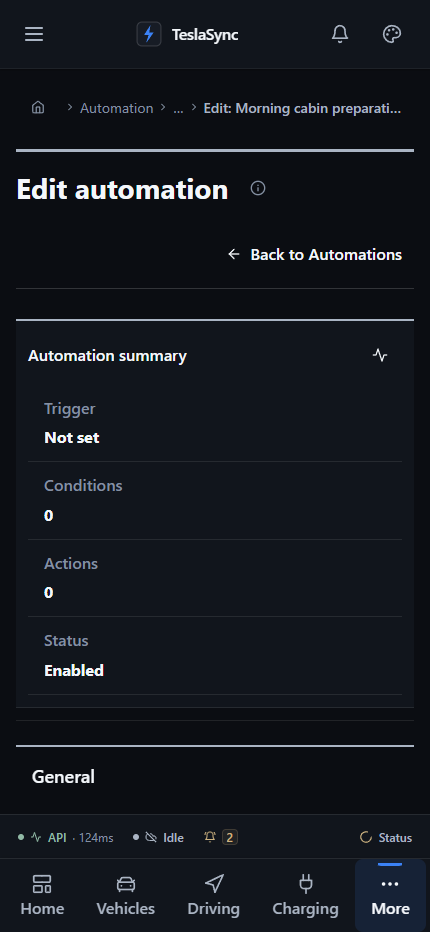 TeslaSync
Automation ... Edit: Morning cabin preparati...
Edit automation
Back to Automations
Automation summary
Trigger
Not set
Conditions
0
Actions
0
Status
Enabled
General
API · 124ms Idle 2 Status
Home Vehicles Driving Charging More